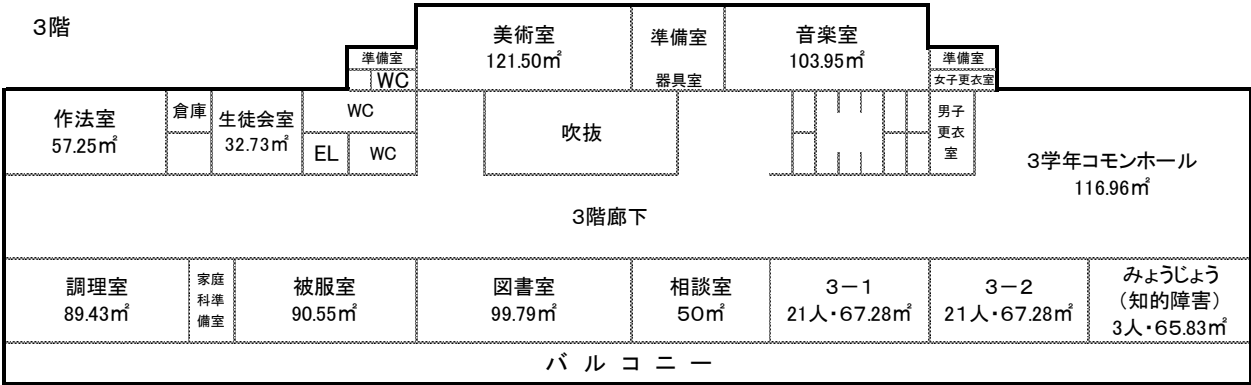 3階
美術室
121.50㎡
準備室
器具室
音楽室
103.95㎡
準備室
WC
準備室
女子更衣室
作法室
57.25㎡
倉庫
生徒会室
32.73㎡
WC
EL
WC
吹抜
男子
更衣
室
3学年コモンホール
116.96㎡
3階廊下
調理室
89.43㎡
家庭
科準
備室
被服室
90.55㎡
図書室
99.79㎡
相談室
50㎡
3－1
21人・67.28㎡
3－2
21人・67.28㎡
みょうじょう
（知的障害）
3人・65.83㎡
バルコニー